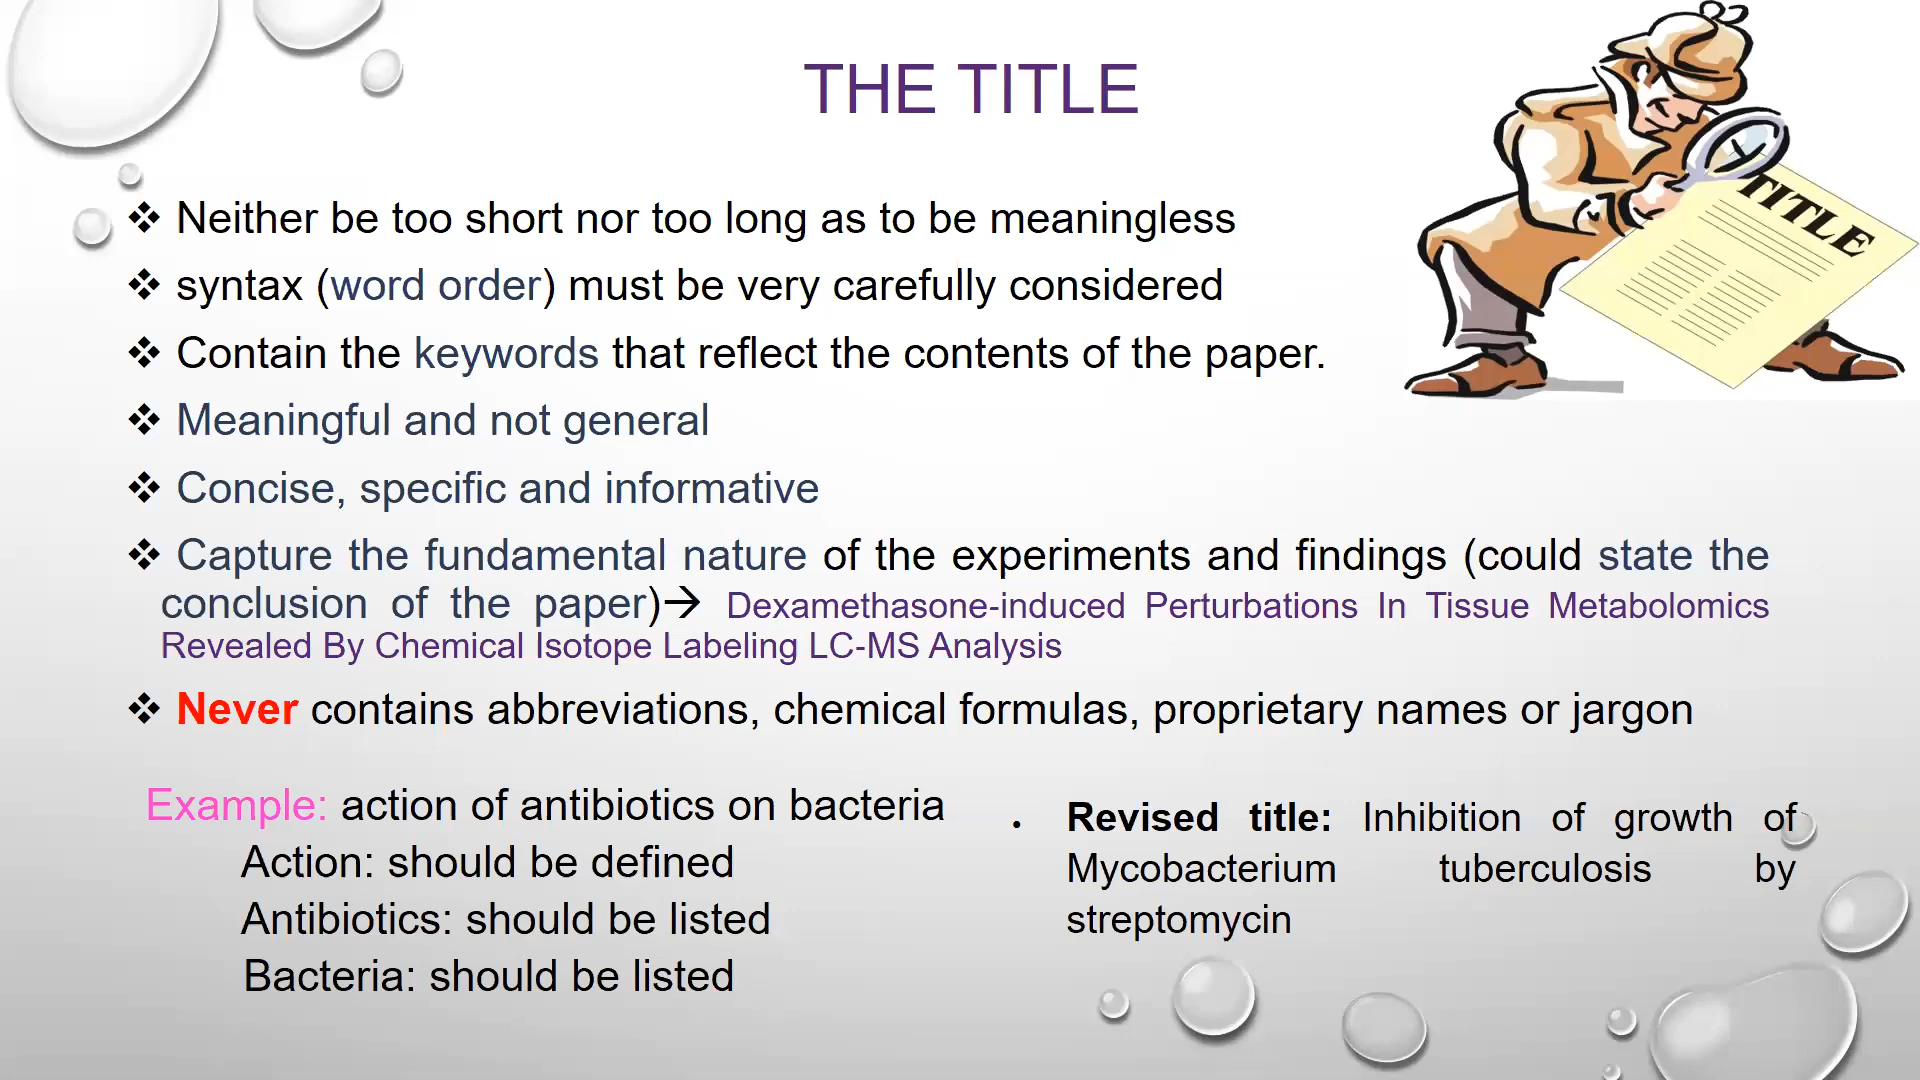 THE TITLE
TITLE
❖ Neither be too short nor too long as to be meaningless
❖ syntax (word order) must be very carefully considered
❖ Contain the keywords that reflect the contents of the paper.
❖ Meaningful and not general
❖ Concise, specific and informative
❖ Capture the fundamental nature of the experiments and findings (could state the
conclusion of the paper)→ Dexamethasone-induced Perturbations In Tissue Metabolomics
Revealed By Chemical Isotope Labeling LC-MS Analysis
❖ Never contains abbreviations, chemical formulas, proprietary names or jargon
Example: action of antibiotics on bacteria
Action: should be defined
Antibiotics: should be listed
Bacteria: should be listed
• Revised title: Inhibition of growth of
Mycobacterium tuberculosis by
streptomycin